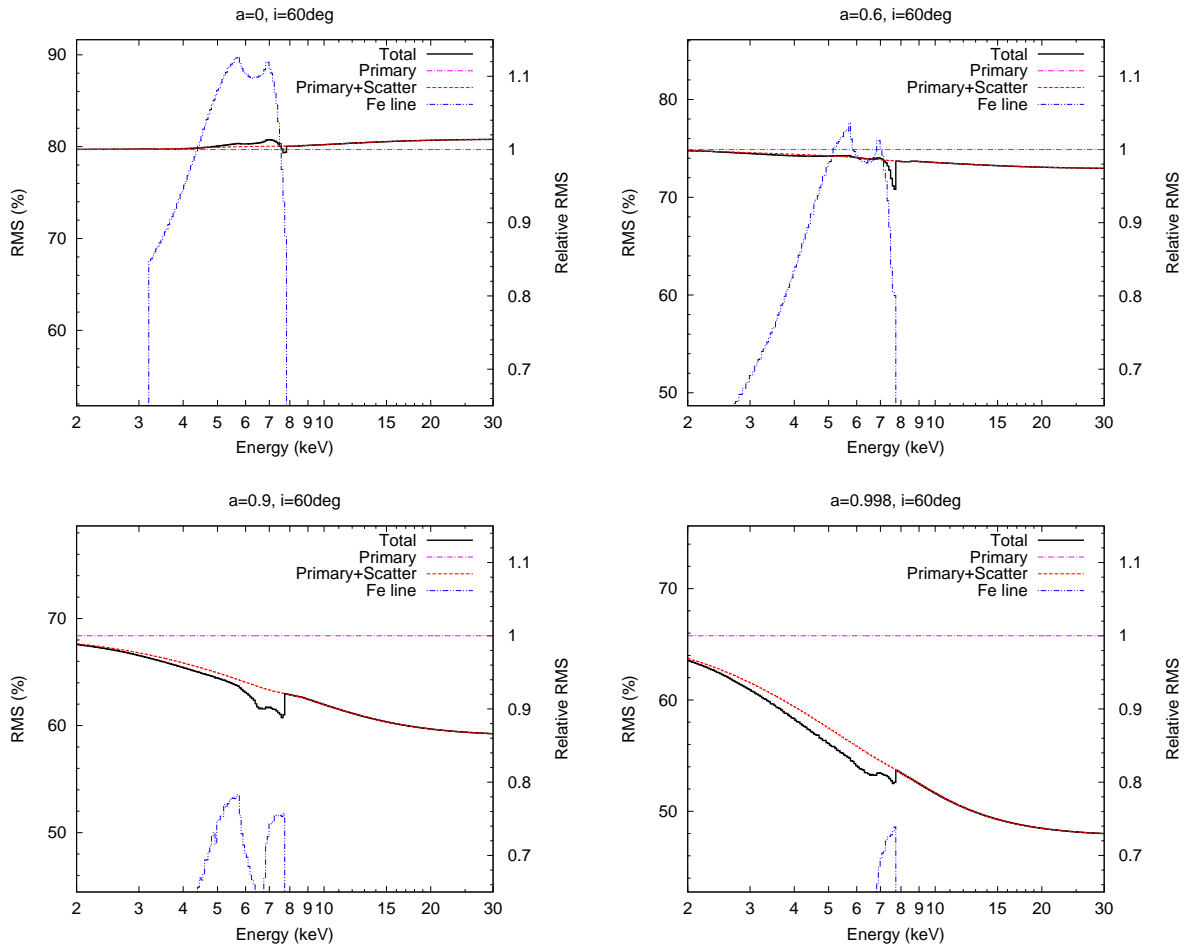 a=0, i=60deg
Total
Primary
Primary+Scatter
Fe line
90
80
70
60
1.1
1
0.9
0.8
0.7
RMS (%)
Relative RMS
2 3 4 5 6 7 8 9 10 15 20 30
Energy (keV)
a=0.6, i=60deg
Total
Primary
Primary+Scatter
Fe line
80
70
60
50
1.1
1
0.9
0.8
0.7
RMS (%)
Relative RMS
2 3 4 5 6 7 8 9 10 15 20 30
Energy (keV)
a=0.9, i=60deg
Total
Primary
Primary+Scatter
Fe line
70
60
50
1.1
1
0.9
0.8
0.7
RMS (%)
Relative RMS
2 3 4 5 6 7 8 9 10 15 20 30
Energy (keV)
a=0.998, i=60deg
Total
Primary
Primary+Scatter
Fe line
70
60
50
1.1
1
0.9
0.8
0.7
RMS (%)
Relative RMS
2 3 4 5 6 7 8 9 10 15 20 30
Energy (keV)